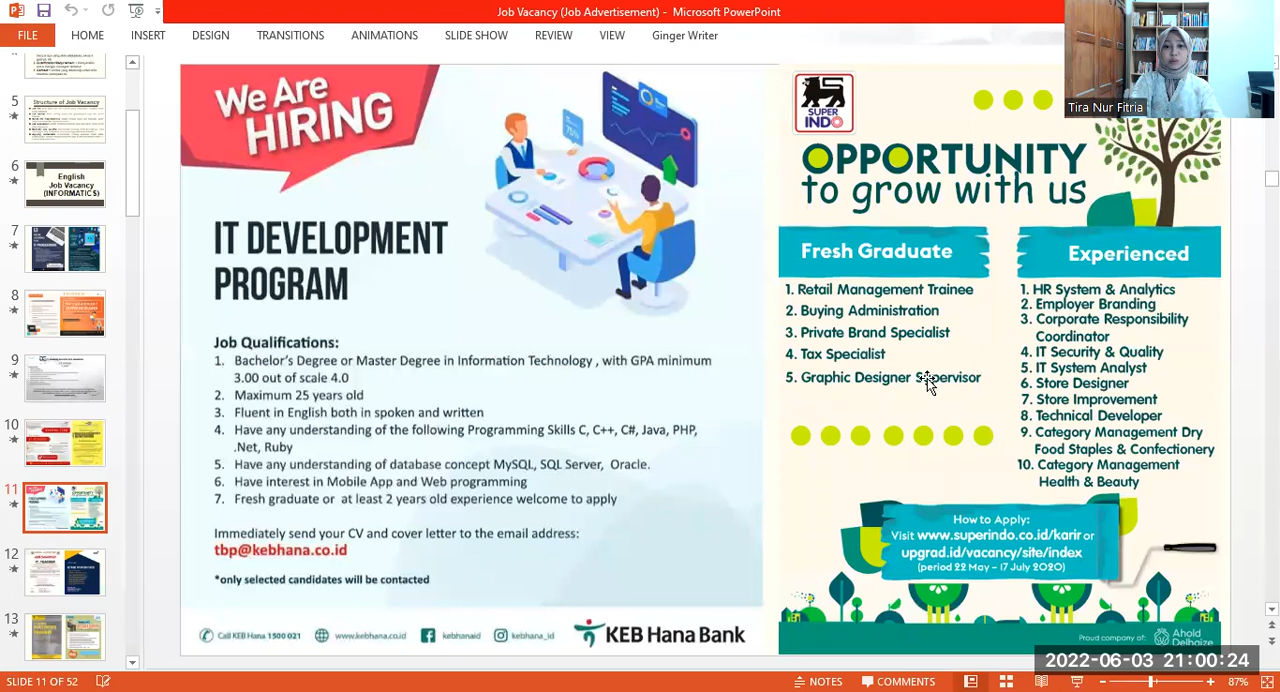 Job Vacancy (Job Advertisement) - Microsoft PowerPoint
FILE HOME INSERT DESIGN TRANSITIONS ANIMATIONS SLIDE SHOW REVIEW VIEW Ginger Writer
Tira Nur Fitria
5
Structure of Job Vacancy
6
English
Job Vacancy
(INFORMATICS)
7
8
9
10
11
12
13
We Are
HIRING
IT DEVELOPMENT
PROGRAM
Job Qualifications:
1. Bachelor's Degree or Master Degree in Information Technology , with GPA minimum
3.00 out of scale 4.0
2. Maximum 25 years old
3. Fluent in English both in spoken and written
4. Have any understanding of the following Programming Skills C, C++, C#, Java, PHP,
.Net, Ruby
5. Have any understanding of database concept MySQL, SQL Server, Oracle.
6. Have interest in Mobile App and Web programming
7. Fresh graduate or at least 2 years old experience welcome to apply
Immediately send your CV and cover letter to the email address:
tbp@kebhana.co.id
*only selected candidates will be contacted
Call KEB Hana 1500 021 www.kebhana.co.id kebhanaid kebhana_id KEB Hana Bank
SUPER
INDO
OPPORTUNITY
to grow with us
Fresh Graduate
1. Retail Management Trainee
2. Buying Administration
3. Private Brand Specialist
4. Tax Specialist
5. Graphic Designer Supervisor
Experienced
1. HR System & Analytics
2. Employer Branding
3. Corporate Responsibility
Coordinator
4. IT Security & Quality
5. IT System Analyst
6. Store Designer
7. Store Improvement
8. Technical Developer
9. Category Management Dry
Food Staples & Confectionery
10. Category Management
Health & Beauty
How to Apply:
Visit www.superindo.co.id/karir or
upgrad.id/vacancy/site/index
(period 22 May - 17 July 2020)
Proud company of: Ahold
Delhaize
2022-06-03 21:00:24
SLIDE 11 OF 52 NOTES COMMENTS 87%